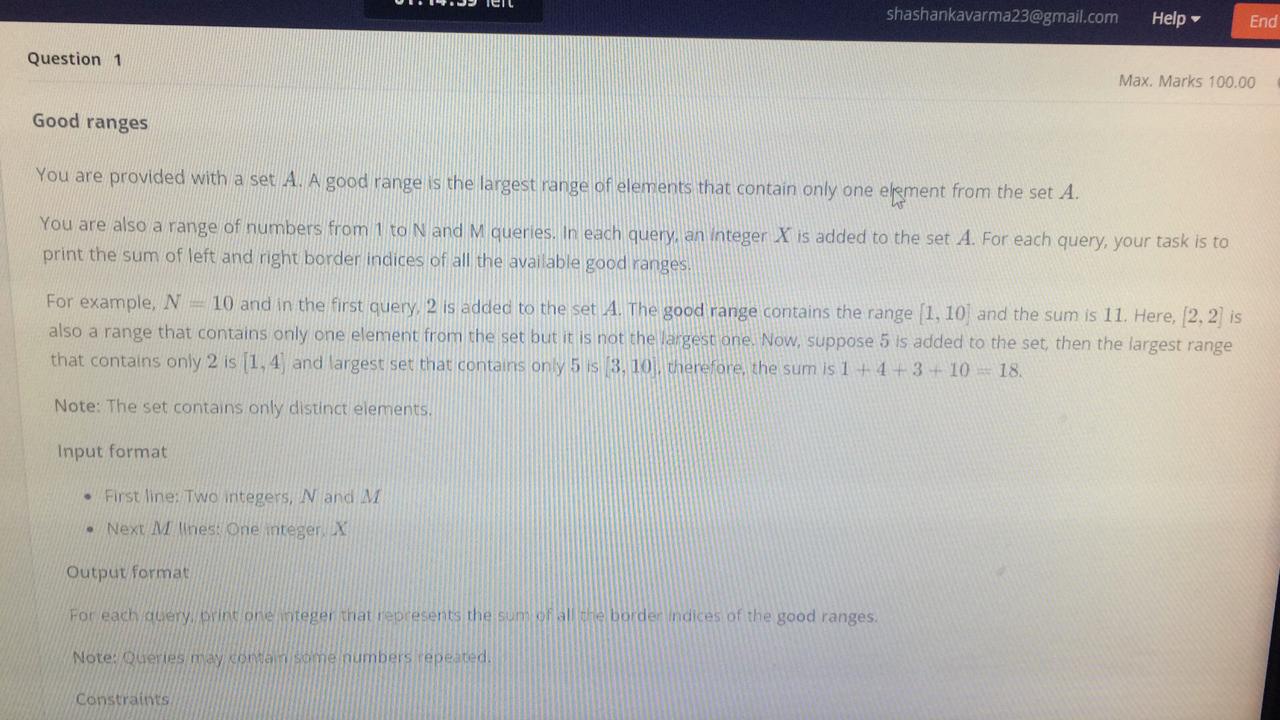 left
shashankavarma23@gmail.com
Help
End
Question 1
Max. Marks 100.00
Good ranges
You are provided with a set A. A good range is the largest range of elements that contain only one element from the set A.
You are also a range of numbers from 1 to N and M queries. In each query, an integer X is added to the set A. For each query, your task is to
print the sum of left and right border indices of all the available good ranges.
For example, N = 10 and in the first query, 2 is added to the set A. The good range contains the range [1, 10] and the sum is 11. Here, [2, 2] is
also a range that contains only one element from the set but it is not the largest one. Now, suppose 5 is added to the set, then the largest range
that contains only 2 is [1, 4] and largest set that contains only 5 is [3, 10], therefore, the sum is 1 + 4 + 3 + 10 = 18.
Note: The set contains only distinct elements.
Input format
• First line: Two integers, N and M
• Next M lines: One integer, X
Output format
For each query, print one integer that represents the sum of all the border indices of the good ranges.
Note: Queries may contain some numbers repeated.
Constraints